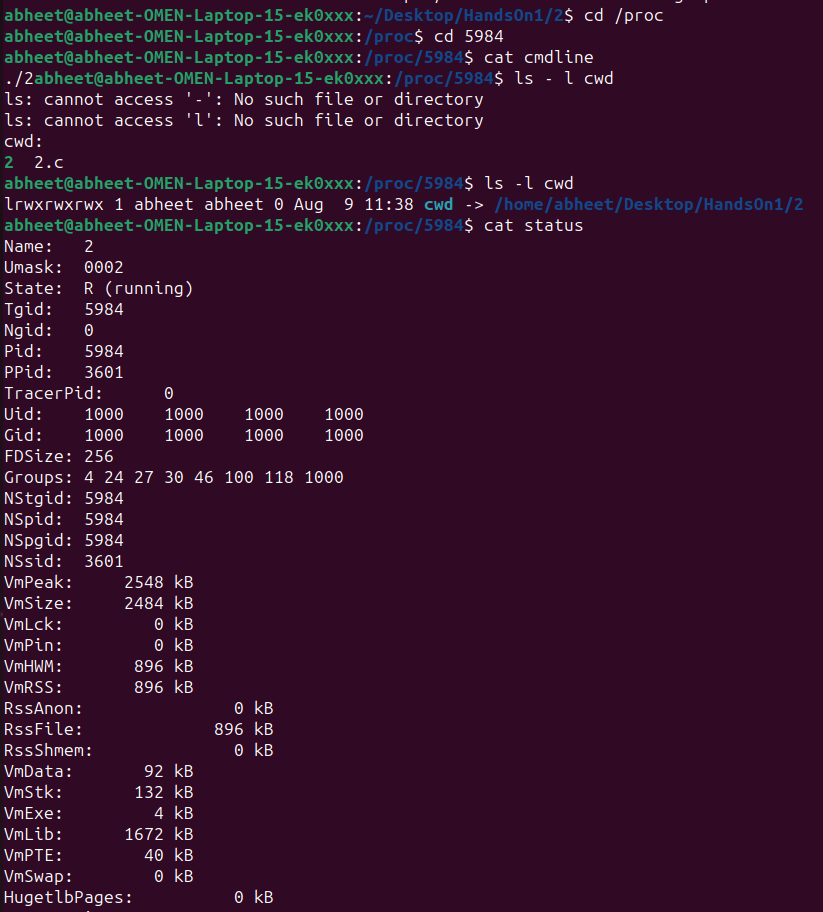 abheet@abheet-OMEN-Laptop-15-ek0xxx:~/Desktop/HandsOn1/2$ cd /proc
abheet@abheet-OMEN-Laptop-15-ek0xxx:/proc$ cd 5984
abheet@abheet-OMEN-Laptop-15-ek0xxx:/proc/5984$ cat cmdline
./2abheet@abheet-OMEN-Laptop-15-ek0xxx:/proc/5984$ ls - l cwd
ls: cannot access '-': No such file or directory
ls: cannot access 'l': No such file or directory
cwd:
2  2.c
abheet@abheet-OMEN-Laptop-15-ek0xxx:/proc/5984$ ls -l cwd
lrwxrwxrwx 1 abheet abheet 0 Aug  9 11:38 cwd -> /home/abheet/Desktop/HandsOn1/2
abheet@abheet-OMEN-Laptop-15-ek0xxx:/proc/5984$ cat status
Name:   2
Umask:  0002
State:  R (running)
Tgid:   5984
Ngid:   0
Pid:    5984
PPid:   3601
TracerPid:      0
Uid:    1000    1000    1000    1000
Gid:    1000    1000    1000    1000
FDSize: 256
Groups: 4 24 27 30 46 100 118 1000
NStgid: 5984
NSpid:  5984
NSpgid: 5984
NSsid:  3601
VmPeak:     2548 kB
VmSize:     2484 kB
VmLck:         0 kB
VmPin:         0 kB
VmHWM:       896 kB
VmRSS:       896 kB
RssAnon:               0 kB
RssFile:             896 kB
RssShmem:              0 kB
VmData:       92 kB
VmStk:       132 kB
VmExe:         4 kB
VmLib:      1672 kB
VmPTE:        40 kB
VmSwap:        0 kB
HugetlbPages:          0 kB